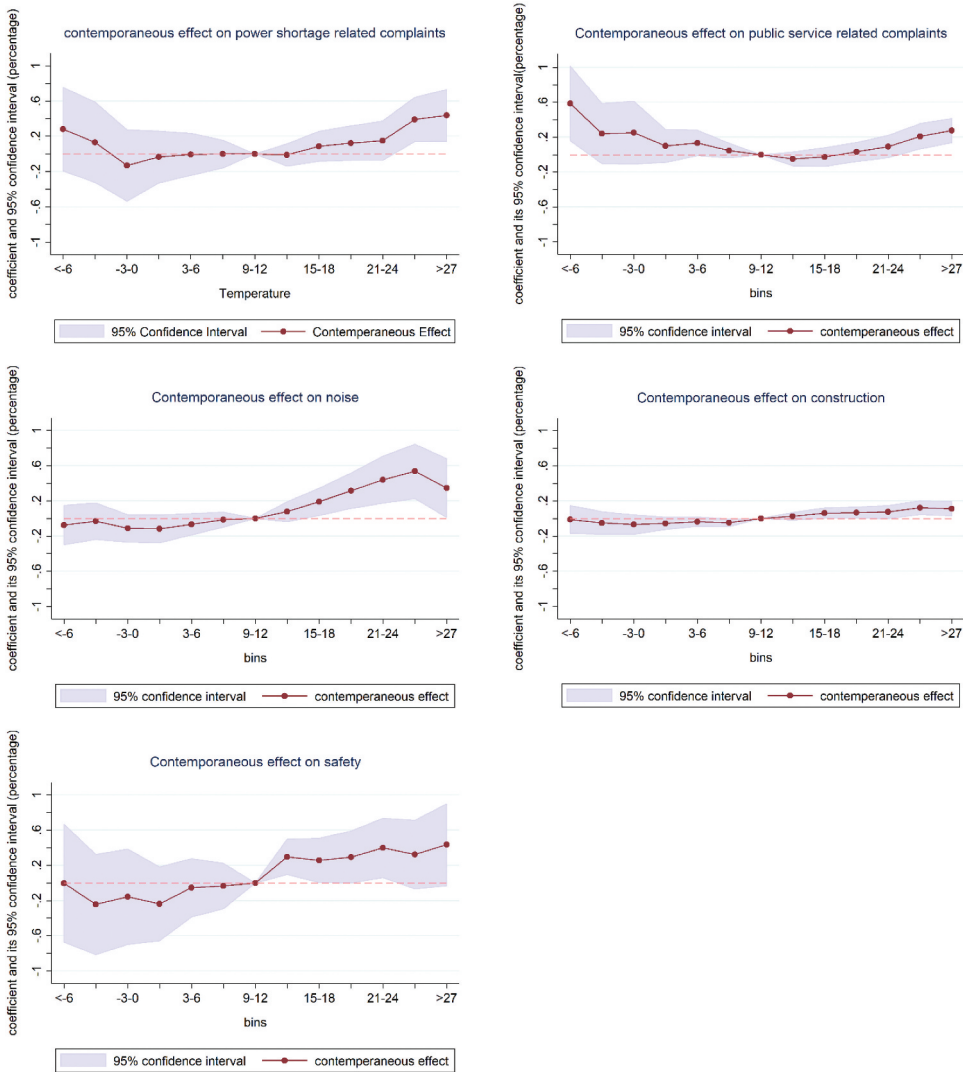 contemporaneous effect on power shortage related complaints
coefficient and its 95% confidence interval (percentage)
1
.6
.2
-.2
-.6
-1
<-6 -3-0 3-6 9-12 15-18 21-24 >27
Temperature
95% Confidence Interval Contemperaneous Effect
Contemporaneous effect on public service related complaints
coefficient and its 95% confidence interval(percentage)
1
.6
.2
-.2
-.6
-1
<-6 -3-0 3-6 9-12 15-18 21-24 >27
bins
95% confidence interval contemperaneous effect
Contemporaneous effect on noise
coefficient and its 95% confidence interval (percentage)
1
.6
.2
-.2
-.6
-1
<-6 -3-0 3-6 9-12 15-18 21-24 >27
bins
95% confidence interval contemperaneous effect
Contemporaneous effect on construction
coefficient and its 95% confidence interval (percentage)
1
.6
.2
-.2
-.6
-1
<-6 -3-0 3-6 9-12 15-18 21-24 >27
bins
95% confidence interval contemperaneous effect
Contemporaneous effect on safety
coefficient and its 95% confidence interval (percentage)
1
.6
.2
-.2
-.6
-1
<-6 -3-0 3-6 9-12 15-18 21-24 >27
bins
95% confidence interval contemperaneous effect